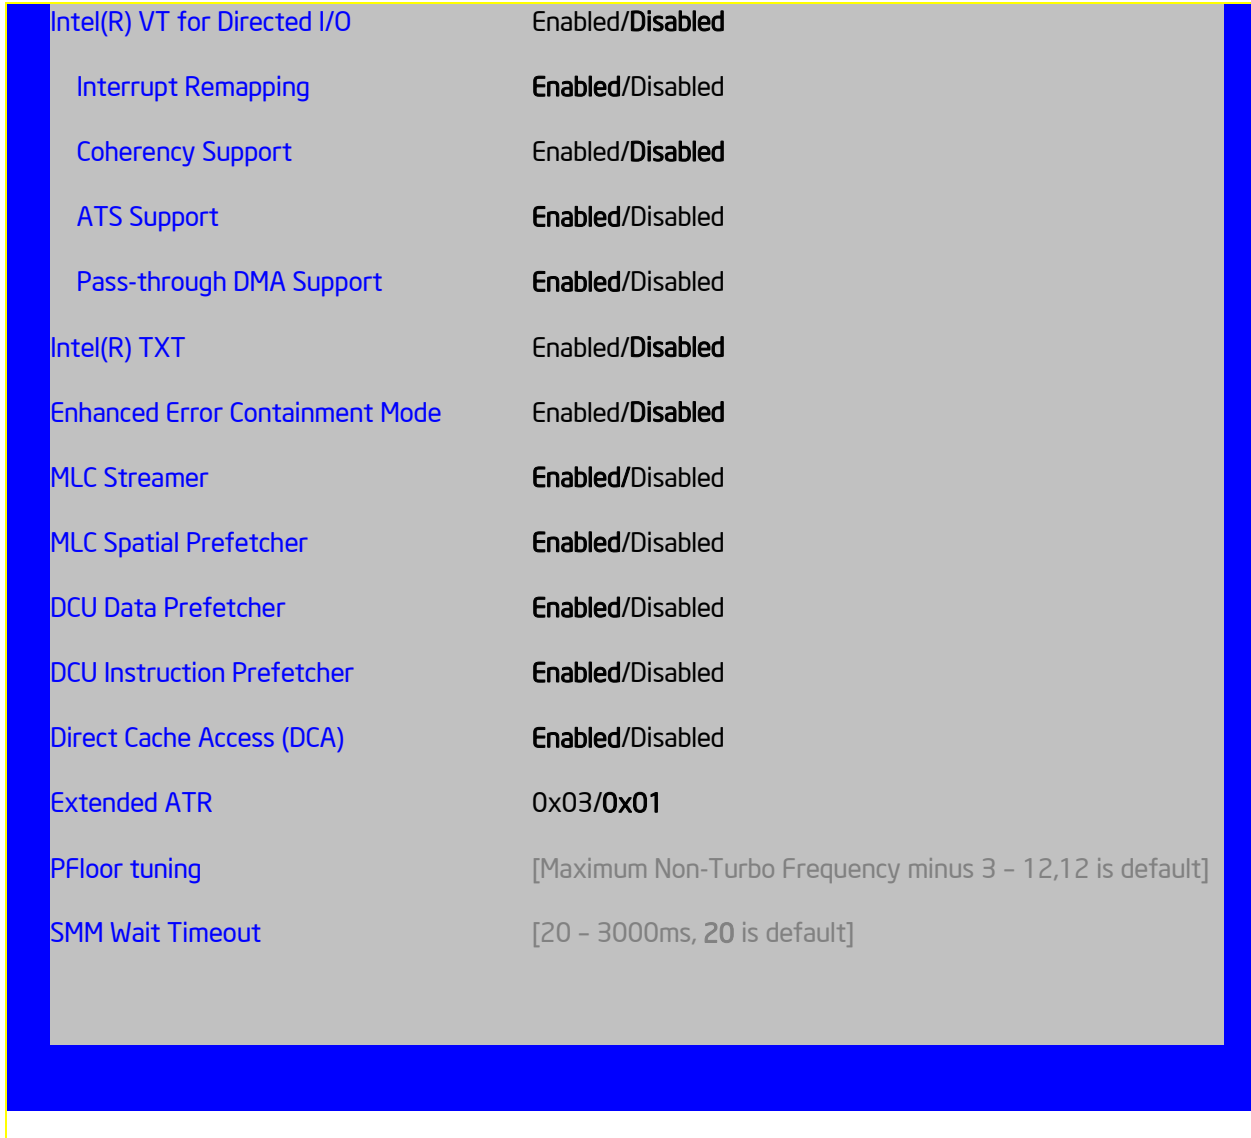 Intel(R) VT for Directed I/O Enabled/Disabled
Interrupt Remapping Enabled/Disabled
Coherency Support Enabled/Disabled
ATS Support Enabled/Disabled
Pass-through DMA Support Enabled/Disabled
Intel(R) TXT Enabled/Disabled
Enhanced Error Containment Mode Enabled/Disabled
MLC Streamer Enabled/Disabled
MLC Spatial Prefetcher Enabled/Disabled
DCU Data Prefetcher Enabled/Disabled
DCU Instruction Prefetcher Enabled/Disabled
Direct Cache Access (DCA) Enabled/Disabled
Extended ATR 0x03/0x01
PFloor tuning [Maximum Non-Turbo Frequency minus 3 – 12,12 is default]
SMM Wait Timeout [20 – 3000ms, 20 is default]